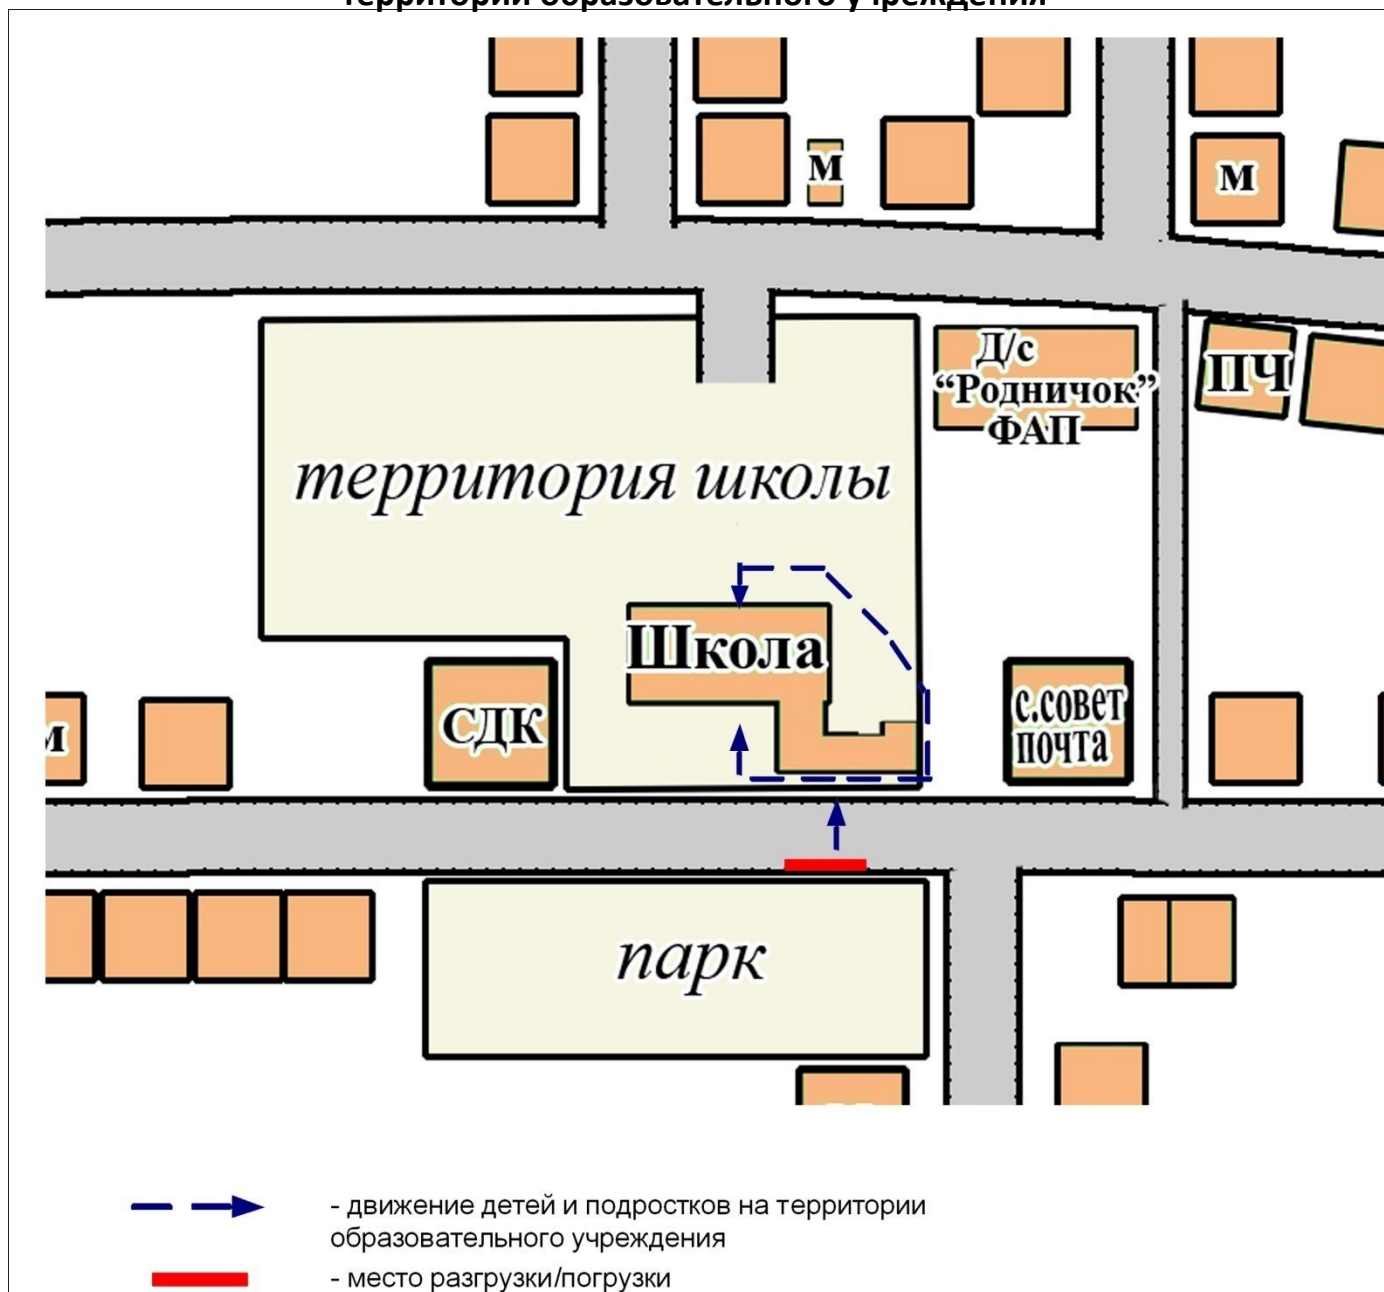 территории образовательного учреждения
М
М
Д/с
“Родничок”
ФАП
ПЧ
территория школы
Школа
СДК
с.совет
почта
м
парк
- движение детей и подростков на территории
образовательного учреждения
- место разгрузки/погрузки